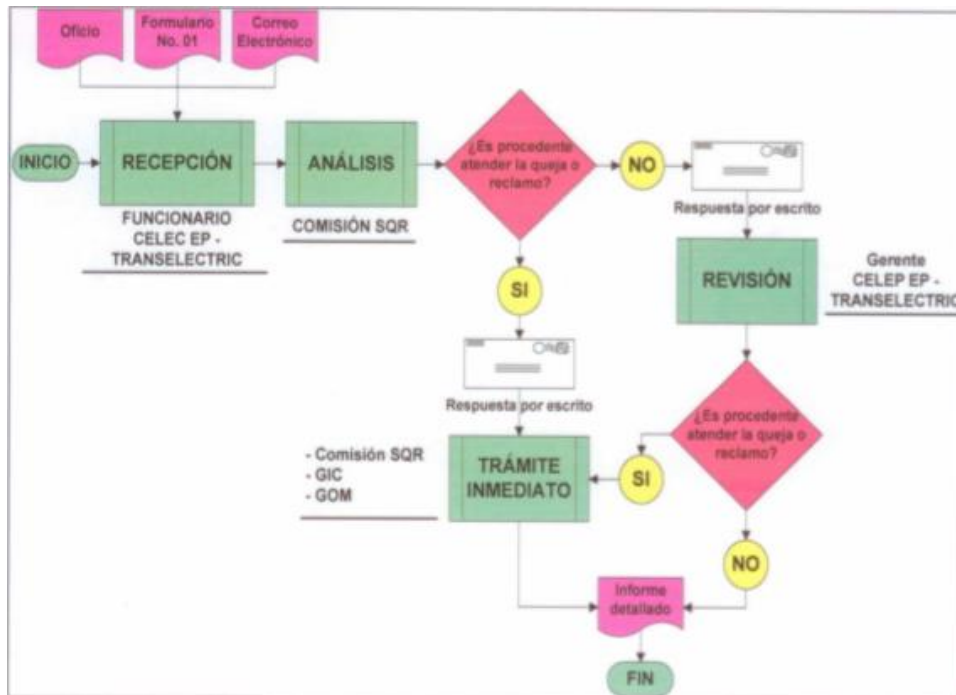 Oficio
Formulario
No. 01
Correo
Electrónico
INICIO
RECEPCIÓN
FUNCIONARIO
CELEC EP -
TRANSELECTRIC
ANÁLISIS
COMISIÓN SQR
¿Es procedente
atender la queja o
reclamo?
NO
Respuesta por escrito
REVISIÓN
Gerente
CELEP EP -
TRANSELECTRIC
SI
Respuesta por escrito
¿Es procedente
atender la queja o
reclamo?
- Comisión SQR
- GIC
- GOM
TRÁMITE
INMEDIATO
SI
NO
Informe
detallado
FIN